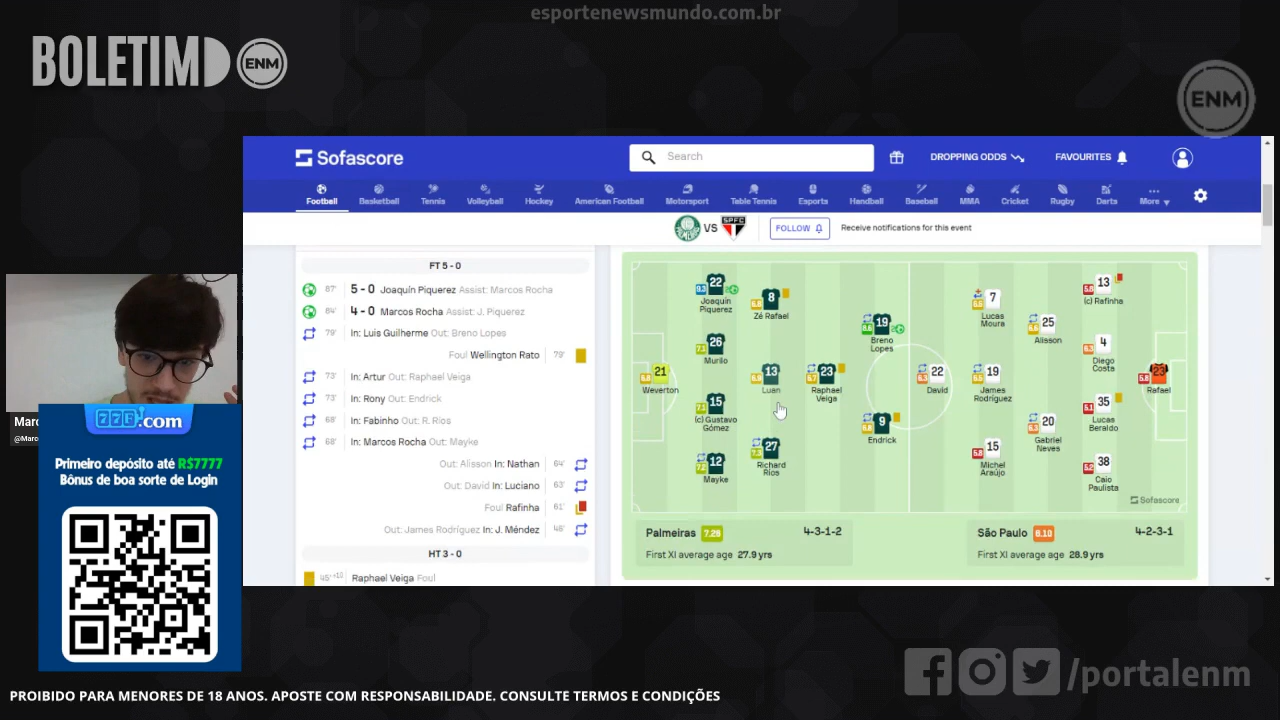 esportenewsmundo.com.br
BOLETIM ENM
ENM
Sofascore
Search
DROPPING ODDS
FAVOURITES
Football Basketball Tennis Volleyball Hockey American Football Motorsport Table Tennis Esports Handball Baseball MMA Cricket Rugby Darts More
VS SPFC
FOLLOW
Receive notifications for this event
FT 5 - 0
87' 5 - 0 Joaquín Piquerez Assist: Marcos Rocha
84' 4 - 0 Marcos Rocha Assist: J. Piquerez
79' In: Luis Guilherme Out: Breno Lopes
Foul Wellington Rato 79'
73' In: Artur Out: Raphael Veiga
73' In: Rony Out: Endrick
68' In: Fabinho Out: R. Ríos
68' In: Marcos Rocha Out: Mayke
Out: Alisson In: Nathan 64'
Out: David In: Luciano 63'
Foul Rafinha 61'
Out: James Rodríguez In: J. Méndez 46'
HT 3 - 0
45'+10 Raphael Veiga Foul
22
Joaquín Piquerez
8
Zé Rafael
26
Murilo
19
Breno Lopes
21
Weverton
13
Luan
23
Raphael Veiga
15
(c) Gustavo Gómez
9
Endrick
12
Mayke
27
Richard Ríos
7
Lucas Moura
25
Alisson
13
(c) Rafinha
4
Diego Costa
22
David
19
James Rodríguez
23
Rafael
35
Lucas Beraldo
20
Gabriel Neves
15
Michel Araújo
38
Caio Paulista
Sofascore
Palmeiras 7.28 4-3-1-2
First XI average age 27.9 yrs
São Paulo 6.10 4-2-3-1
First XI average age 28.9 yrs
Marc
@Marc
777.com
Primeiro depósito até R$7777
Bônus de boa sorte de Login
/portalenm
PROIBIDO PARA MENORES DE 18 ANOS. APOSTE COM RESPONSABILIDADE. CONSULTE TERMOS E CONDIÇÕES